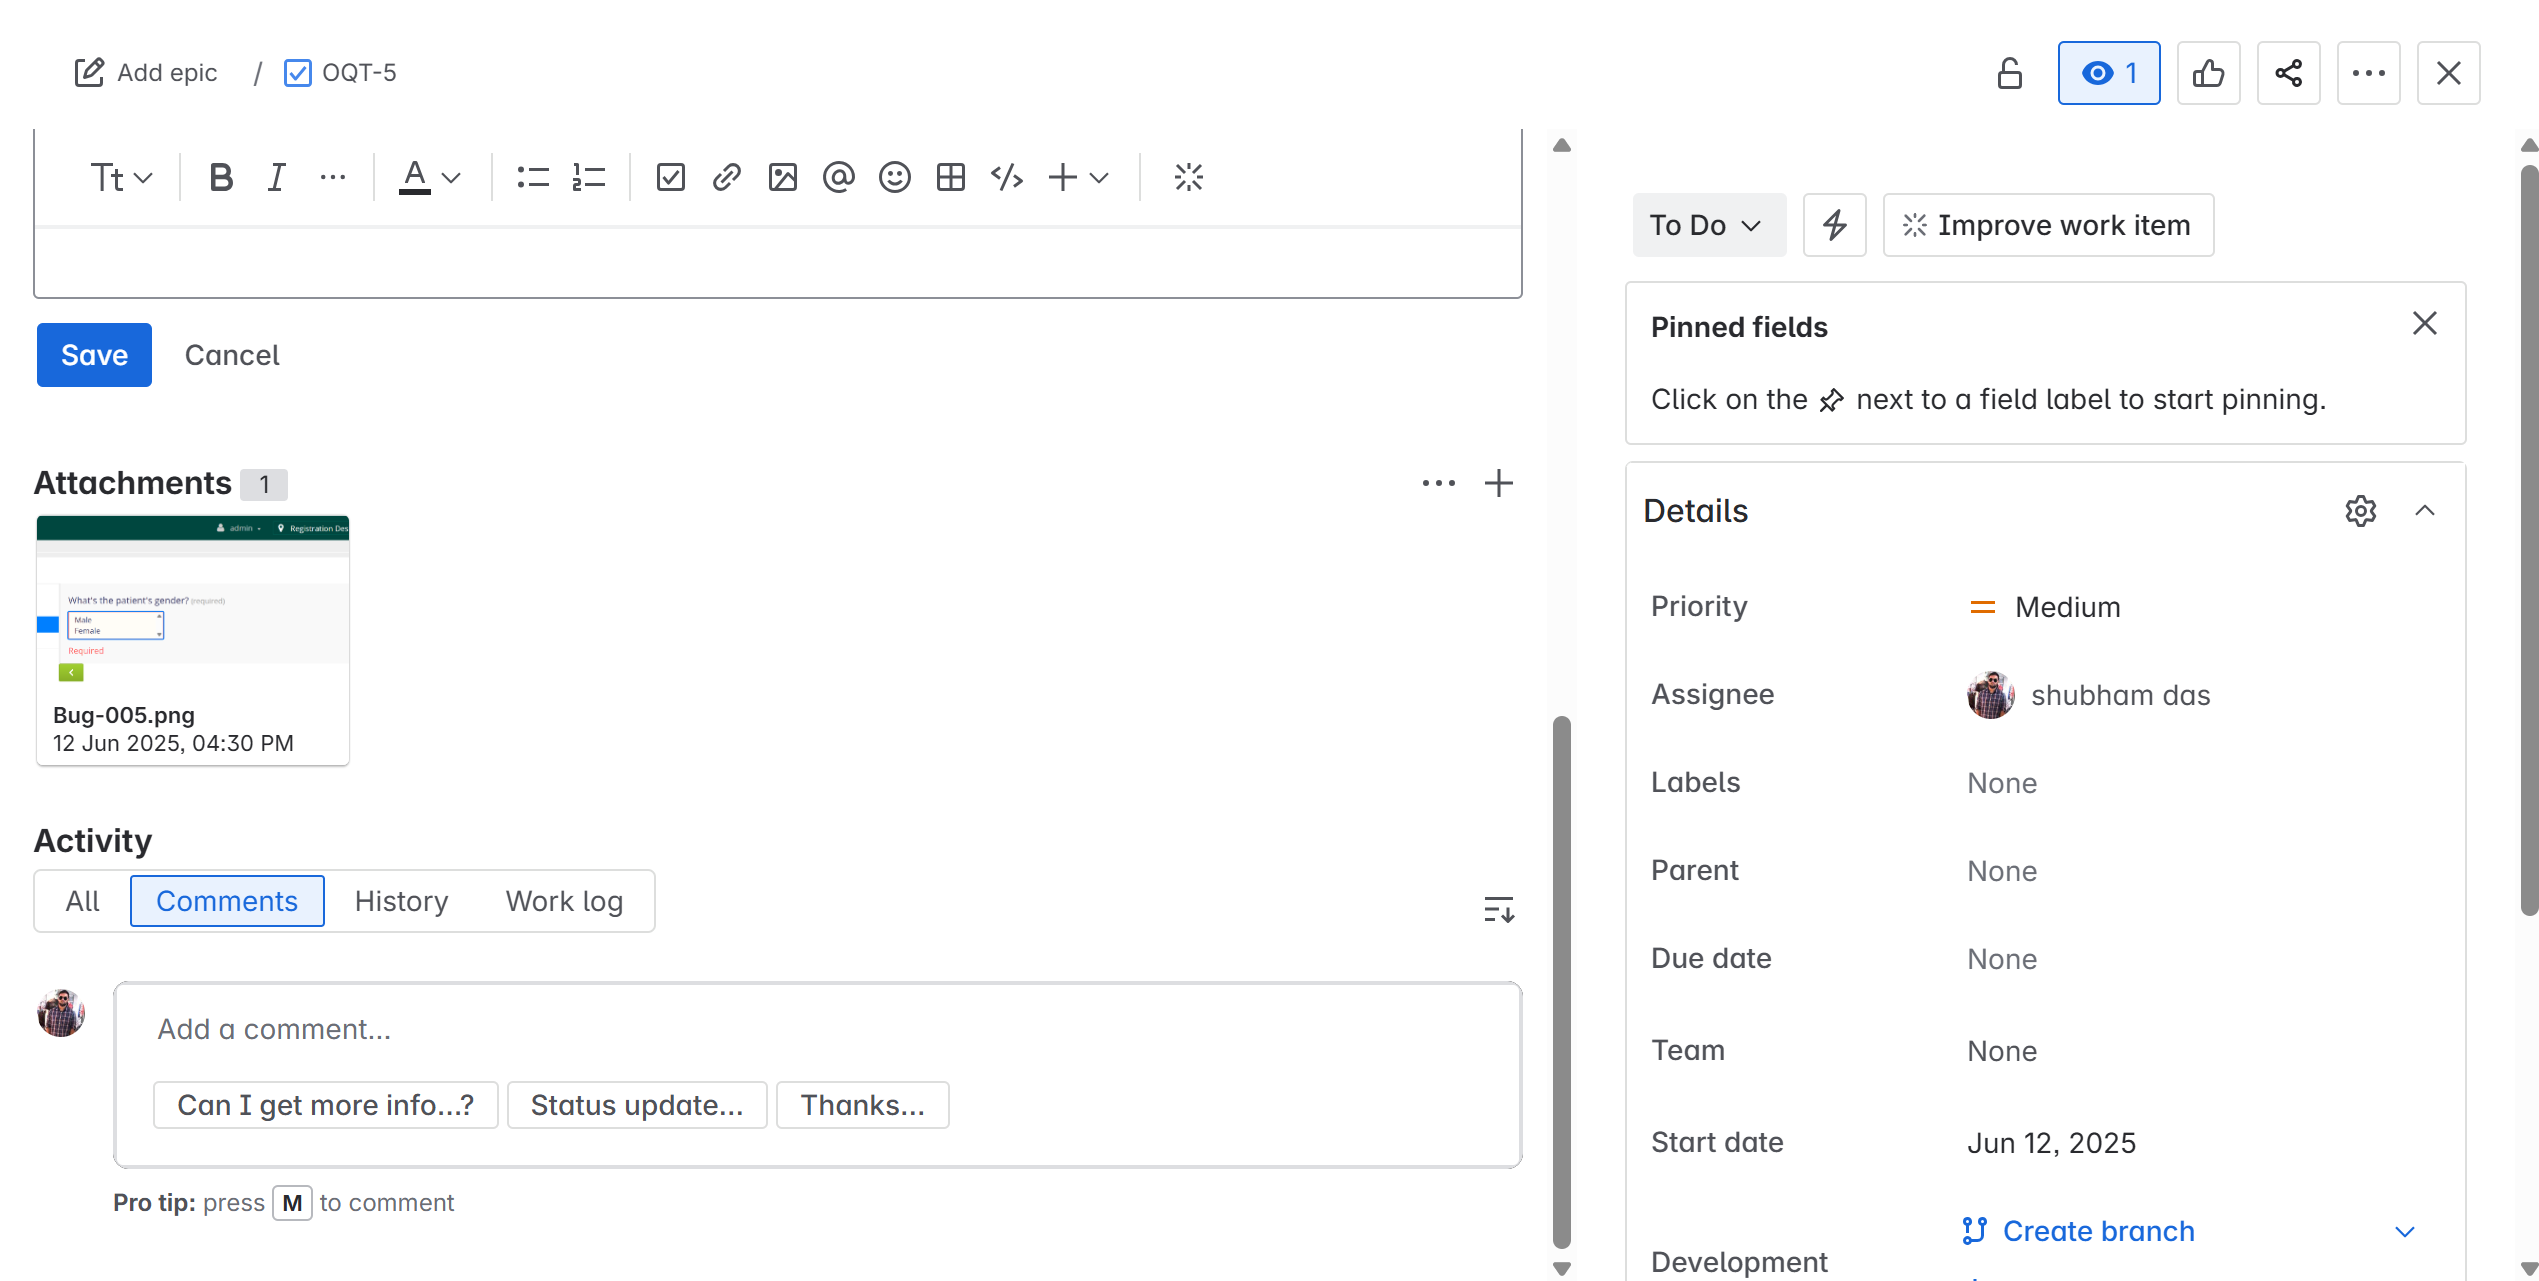 Add epic / OQT-5
1
Tt B I ... A @ </>
Save Cancel
Attachments 1
admin Registration Des
What's the patient's gender? (required)
Male
Female
Required
Bug-005.png
12 Jun 2025, 04:30 PM
Activity
All Comments History Work log
Add a comment...
Can I get more info...? Status update... Thanks...
Pro tip: press M to comment
To Do Improve work item
Pinned fields
Click on the next to a field label to start pinning.
Details
Priority Medium
Assignee shubham das
Labels None
Parent None
Due date None
Team None
Start date Jun 12, 2025
Development Create branch